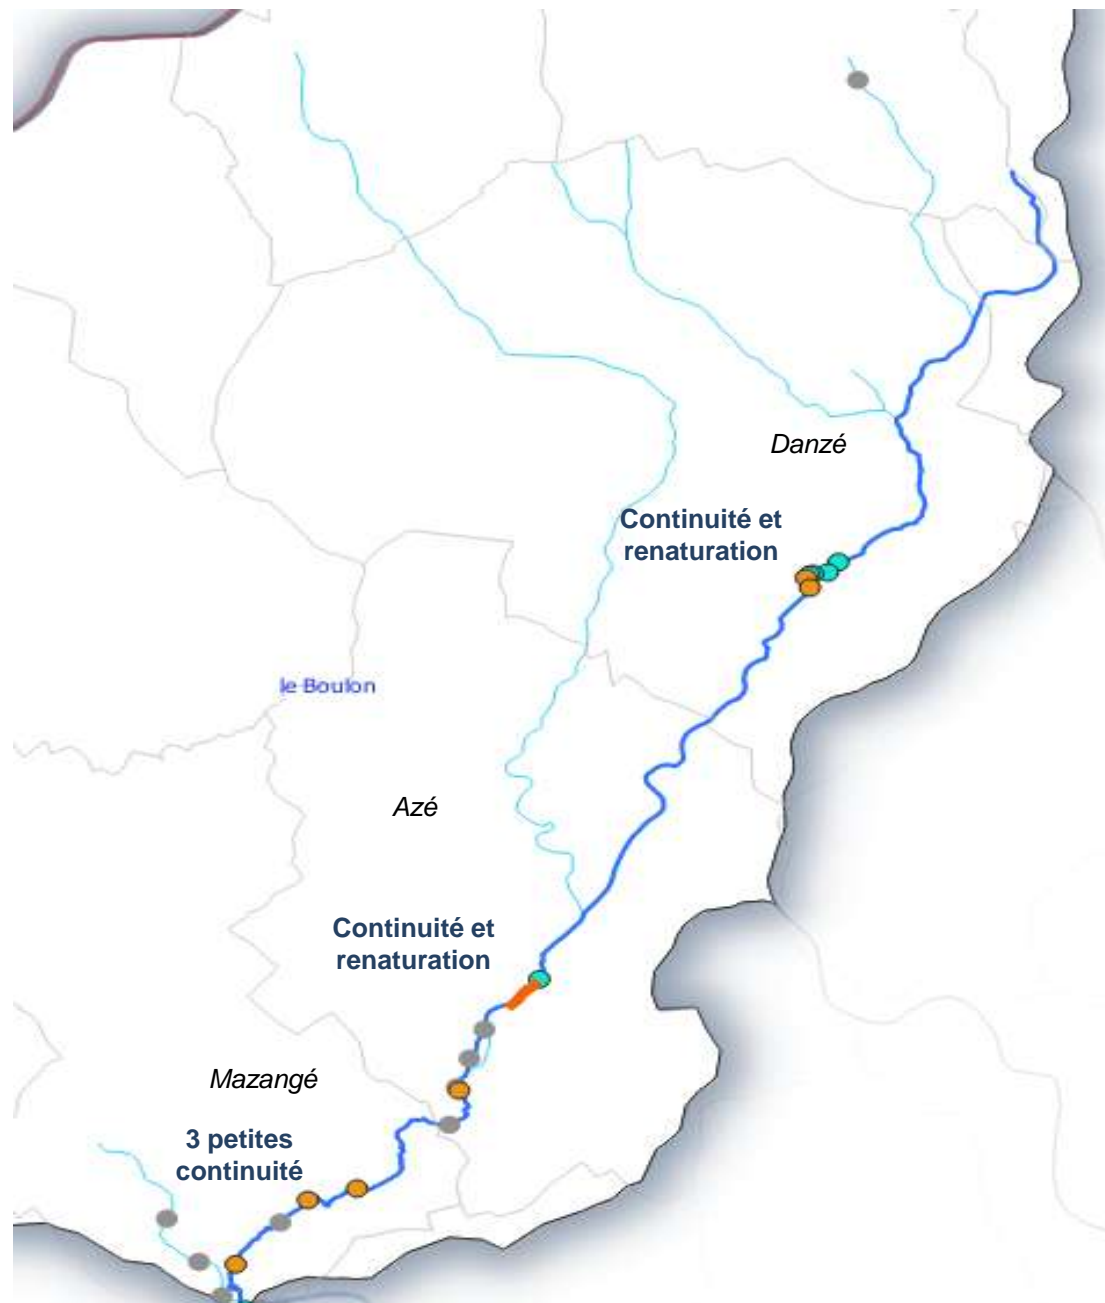 Danzé
Continuité et
renaturation
le Boulon
Azé
Continuité et
renaturation
Mazangé
3 petites
continuité